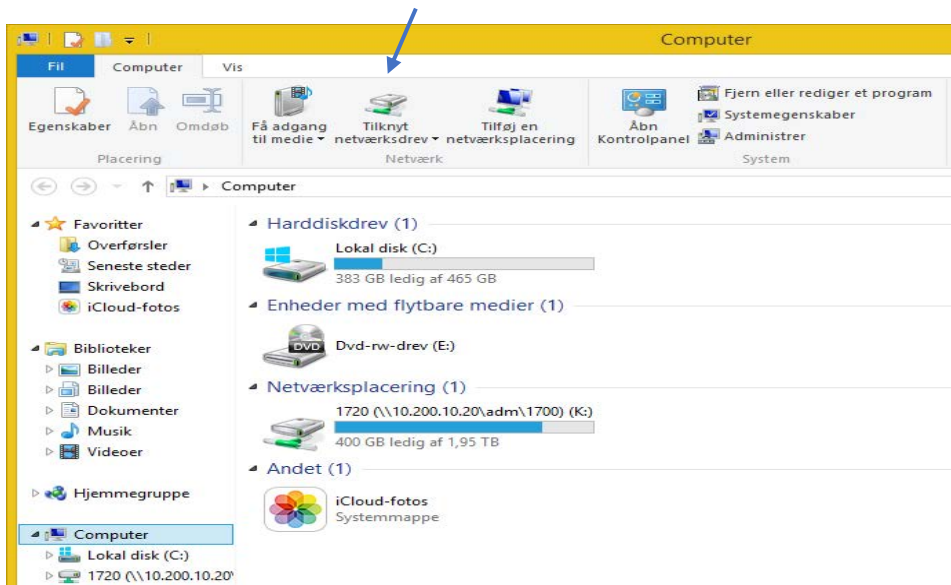 Computer
Fil Computer Vis
Egenskaber Åbn Omdøb
Placering
Få adgang til medie Tilknyt netværksdrev Tilføj en netværksplacering
Netværk
Åbn Kontrolpanel
Fjern eller rediger et program
Systemegenskaber
Administrer
System
Computer
Favoritter
Overførsler
Seneste steder
Skrivebord
iCloud-fotos
Biblioteker
Billeder
Billeder
Dokumenter
Musik
Videoer
Hjemmegruppe
Computer
Lokal disk (C:)
1720 (\\10.200.10.20\
Harddiskdrev (1)
Lokal disk (C:)
383 GB ledig af 465 GB
Enheder med flytbare medier (1)
DVD
Dvd-rw-drev (E:)
Netværksplacering (1)
1720 (\\10.200.10.20\adm\1700) (K:)
400 GB ledig af 1,95 TB
Andet (1)
iCloud-fotos
Systemmappe